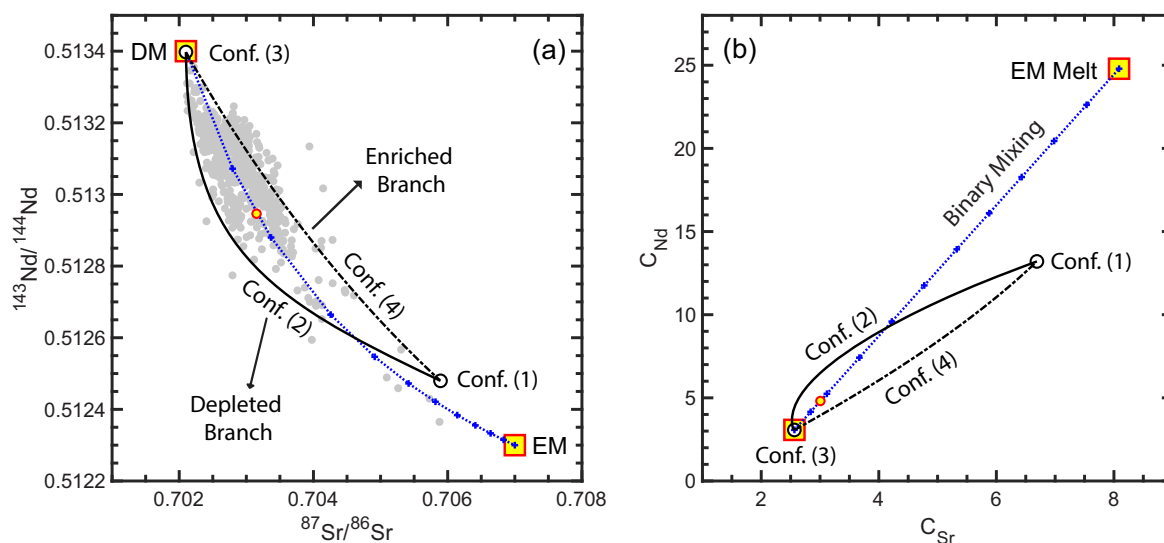 (a)
DM
Conf. (3)
Enriched
Branch
Conf. (4)
Conf. (2)
Conf. (1)
Depleted
Branch
EM
0.5134
0.5132
0.513
0.5128
0.5126
0.5124
0.5122
143Nd/ 144Nd
0.702 0.704 0.706 0.708
87Sr/86Sr
(b)
EM Melt
Binary Mixing
Conf. (2)
Conf. (1)
Conf. (4)
Conf. (3)
25
20
15
10
5
0
CNd
2 4 6 8
CSr